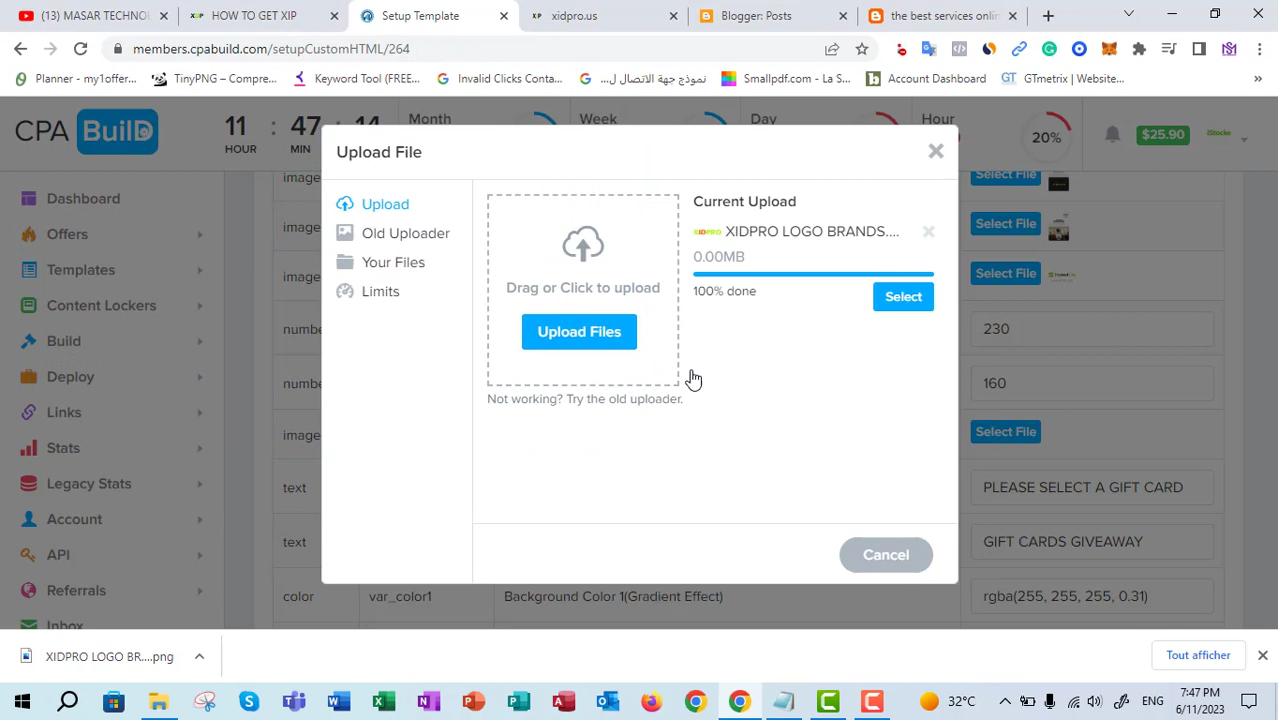 (13) MASAR TECHNOL
HOW TO GET XIP
Setup Template
xidpro.us
Blogger: Posts
the best services onlin
members.cpabuild.com/setupCustomHTML/264
Planner - my1offer...
TinyPNG – Compre...
Keyword Tool (FREE...
Invalid Clicks Conta...
نموذج جهة الاتصال ل...
Smallpdf.com - La S...
Account Dashboard
GTmetrix | Website...
CPA BuilD
11 : 47 : 14
HOUR MIN
Month
Week
Day
Hour
20%
$25.90
iStocke
Upload File
Dashboard
Offers
Templates
Content Lockers
Build
Deploy
Links
Stats
Legacy Stats
Account
API
Referrals
Inbox
Upload
Old Uploader
Your Files
Limits
Drag or Click to upload
Upload Files
Not working? Try the old uploader.
Current Upload
XIDPRO XIDPRO LOGO BRANDS....
0.00MB
100% done
Select
Cancel
image Select File
image Select File
image Select File
numbe 230
numbe 160
image Select File
text PLEASE SELECT A GIFT CARD
text GIFT CARDS GIVEAWAY
color var_color1 Background Color 1(Gradient Effect) rgba(255, 255, 255, 0.31)
XIDPRO LOGO BR....png
Tout afficher
32°C
ENG
7:47 PM
6/11/2023